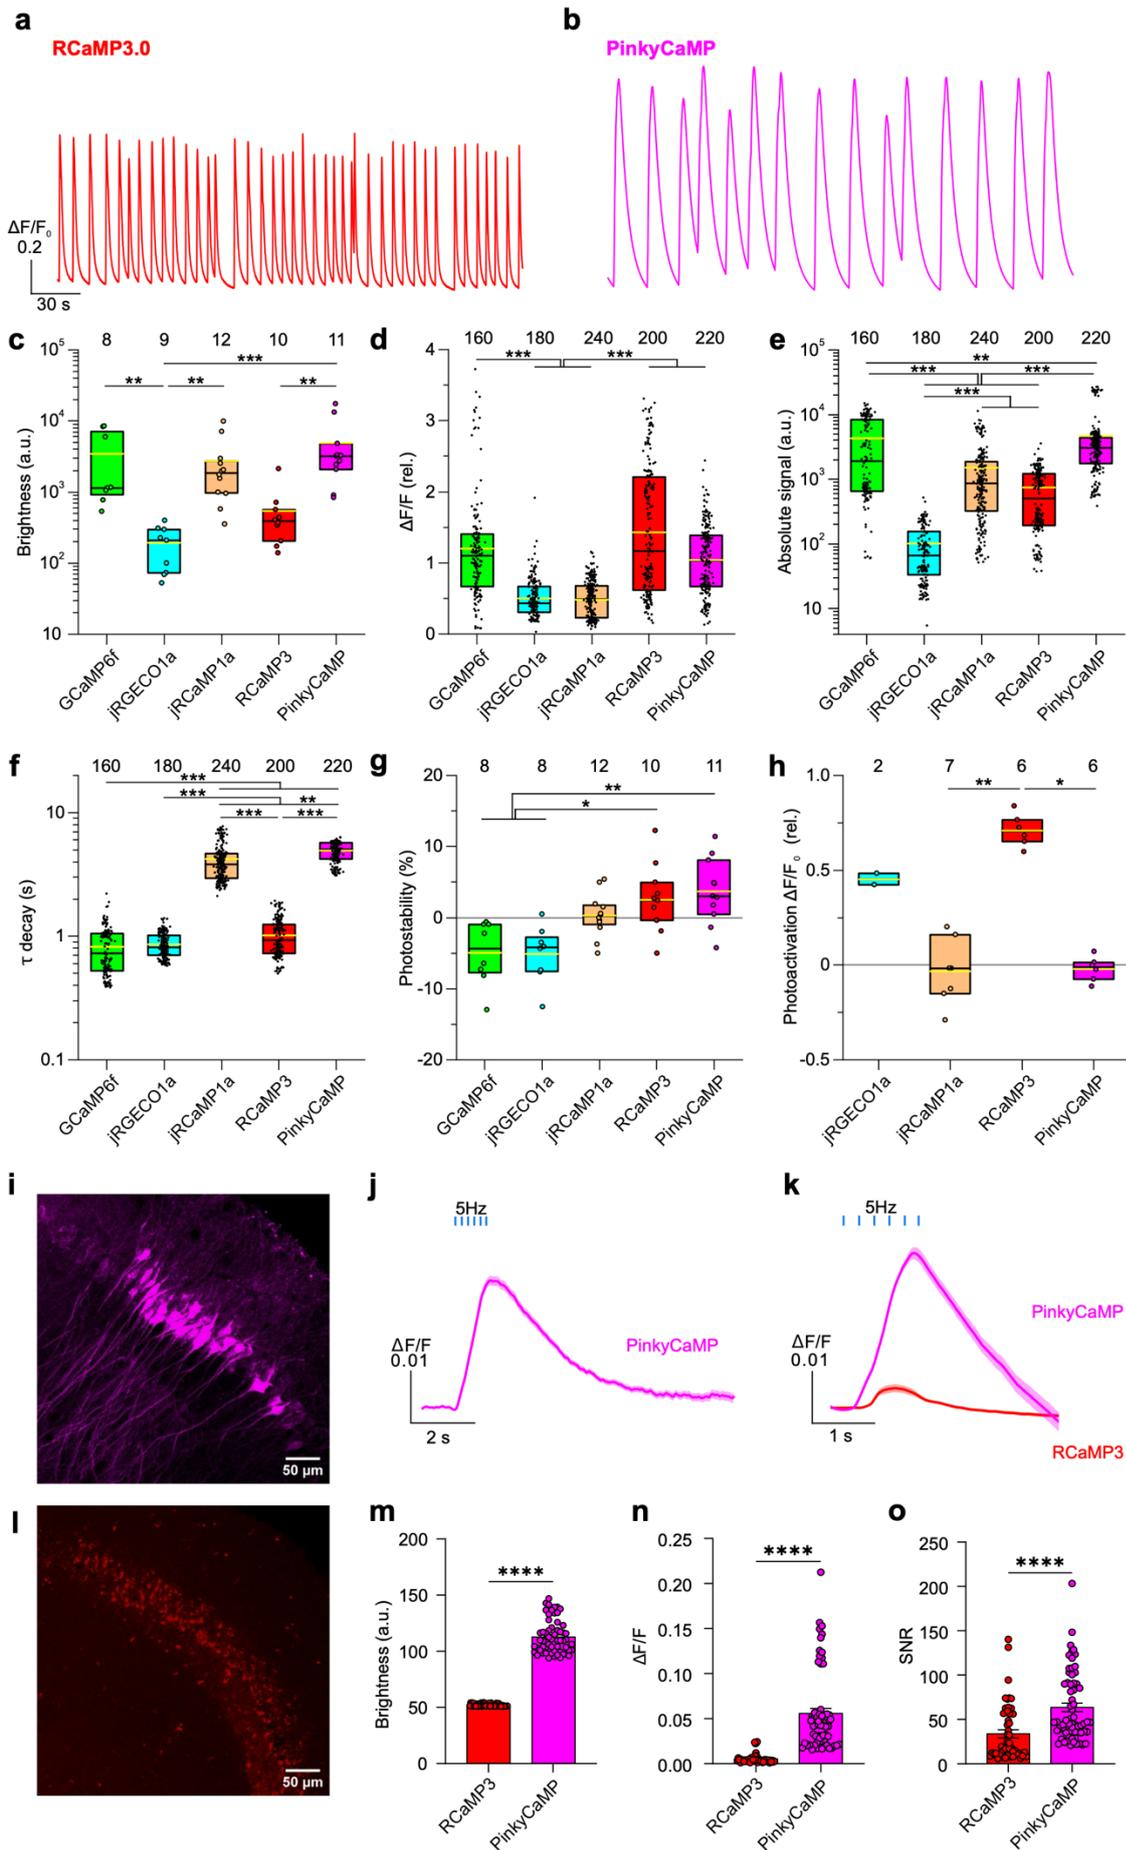 a
RCaMP3.0
b
PinkyCaMP
ΔF/F₀
0.2
30 s
c
8 9 12 10 11
***
** ** **
Brightness (a.u.)
10⁵
10⁴
10³
10²
10
GCaMP6f
jRGECO1a
jRCaMP1a
RCaMP3
PinkyCaMP
d
160 180 240 200 220
*** ***
ΔF/F (rel.)
4
3
2
1
0
GCaMP6f
jRGECO1a
jRCaMP1a
RCaMP3
PinkyCaMP
e
160 180 240 200 220
**
*** ***
***
Absolute signal (a.u.)
10⁵
10⁴
10³
10²
10
GCaMP6f
jRGECO1a
jRCaMP1a
RCaMP3
PinkyCaMP
f
160 180 240 200 220
***
*** **
*** ***
τ decay (s)
10
1
0.1
GCaMP6f
jRGECO1a
jRCaMP1a
RCaMP3
PinkyCaMP
g
8 8 12 10 11
**
*
Photostability (%)
20
10
0
-10
-20
GCaMP6f
jRGECO1a
jRCaMP1a
RCaMP3
PinkyCaMP
h
2 7 6 6
** *
Photoactivation ΔF/F₀ (rel.)
1.0
0.5
0
-0.5
jRGECO1a
jRCaMP1a
RCaMP3
PinkyCaMP
i
50 µm
j
5Hz
PinkyCaMP
ΔF/F
0.01
2 s
k
5Hz
PinkyCaMP
ΔF/F
0.01
1 s
RCaMP3
l
50 µm
m
****
Brightness (a.u.)
200
150
100
50
0
RCaMP3
PinkyCaMP
n
****
ΔF/F
0.25
0.20
0.15
0.10
0.05
0.00
RCaMP3
PinkyCaMP
o
****
SNR
250
200
150
100
50
0
RCaMP3
PinkyCaMP